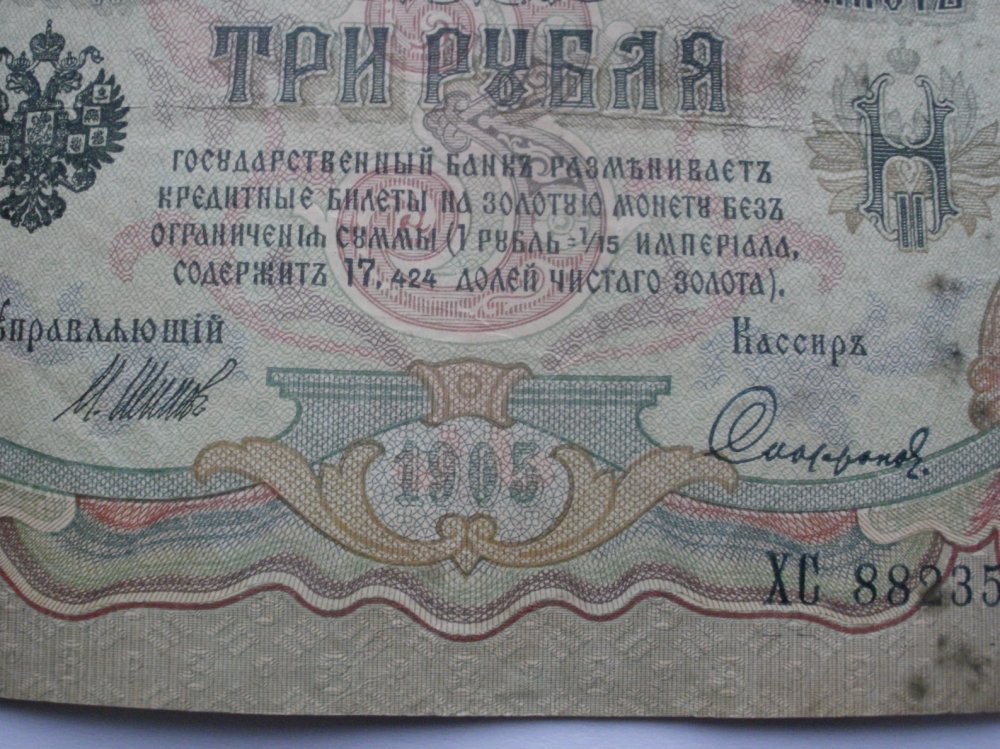 ТРИ РУБЛЯ
ГОСУДАРСТВЕННЫЙ БАНКЪ РАЗМѢНИВАЕТЪ
КРЕДИТНЫЕ БИЛЕТЫ НА ЗОЛОТУЮ МОНЕТУ БЕЗЪ
ОГРАНИЧЕНІЯ СУММЫ (1 РУБЛЬ = 1/15 ИМПЕРІАЛА,
СОДЕРЖИТЪ 17,424 ДОЛЕЙ ЧИСТАГО ЗОЛОТА).
Управляющій
Кассиръ
И. Шиповъ
1905
ХС 88235